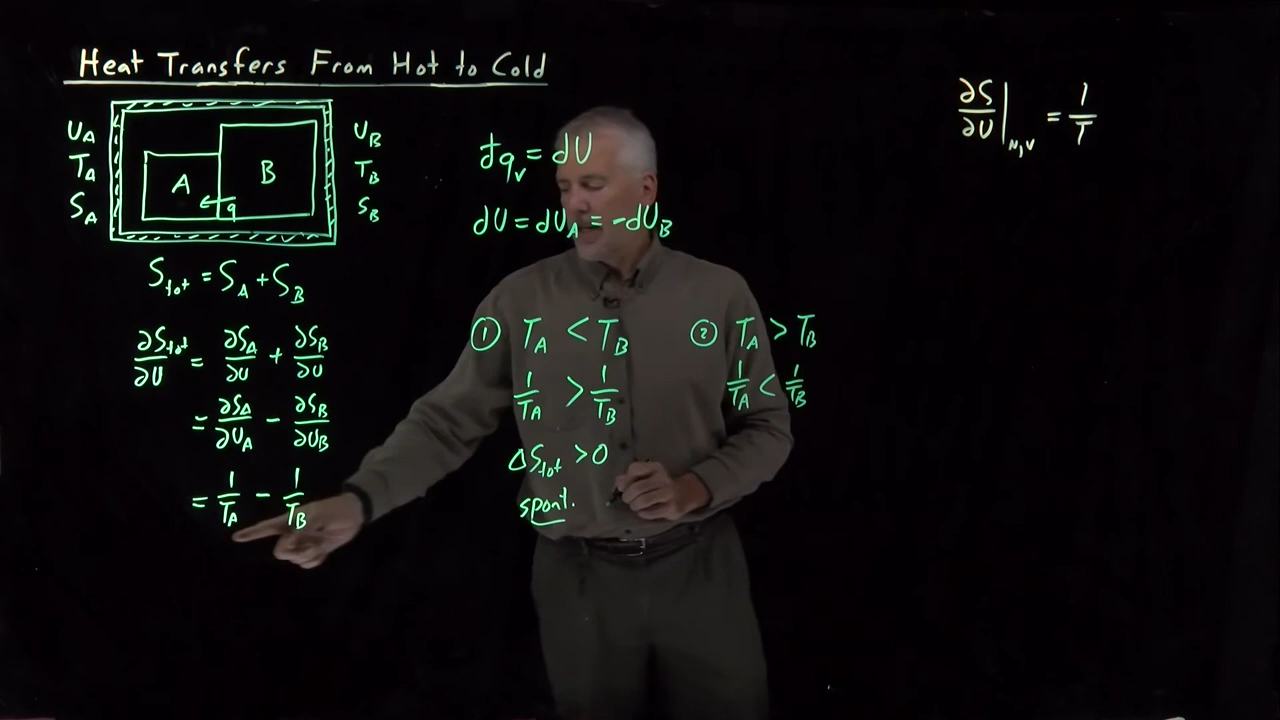 Heat Transfers From Hot to Cold
U_A
T_A
S_A
A
q
B
U_B
T_B
S_B
S_tot = S_A + S_B
∂S_tot/∂U = ∂S_A/∂U + ∂S_B/∂U
= ∂S_A/∂U_A − ∂S_B/∂U_B
= 1/T_A − 1/T_B
đq_v = dU
dU = dU_A = -dU_B
① T_A < T_B
1/T_A > 1/T_B
ΔS_tot > 0
spont.
② T_A > T_B
1/T_A < 1/T_B
∂S/∂U|_N,V = 1/T